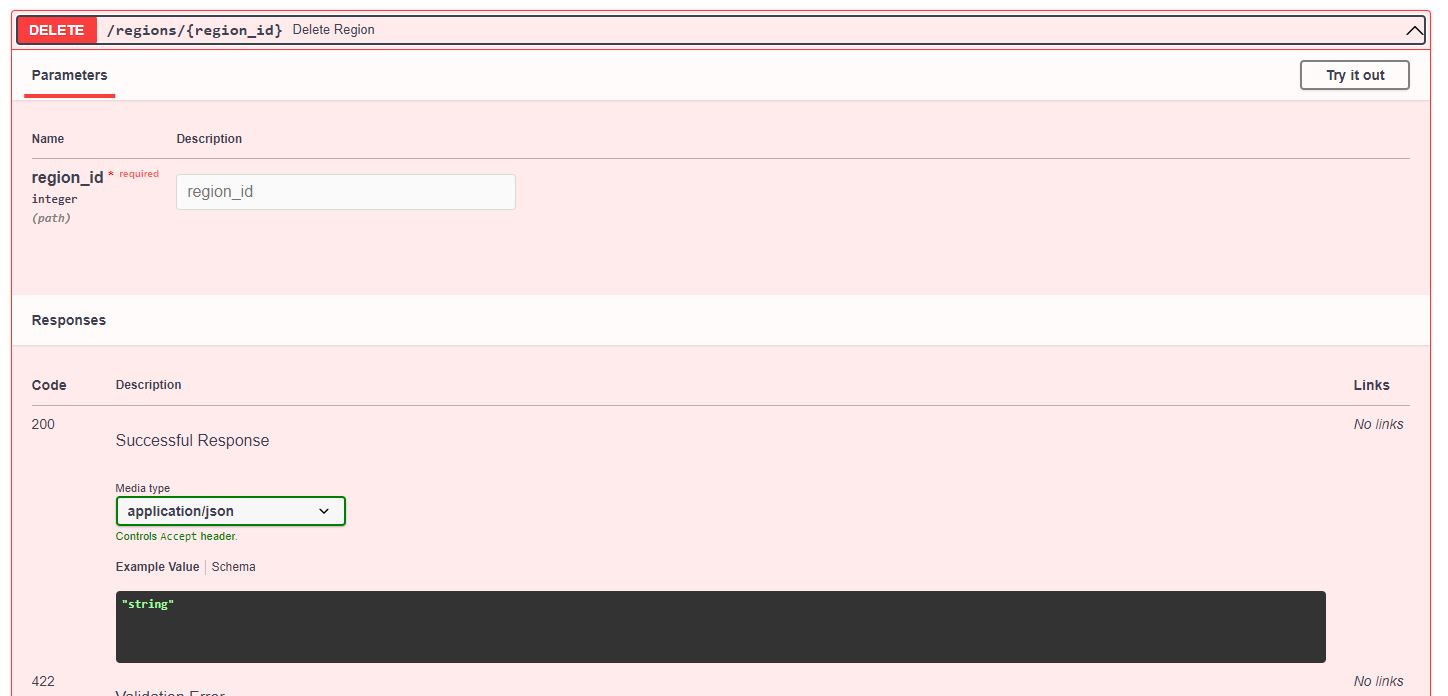 DELETE /regions/{region_id} Delete Region
Parameters
Try it out
Name Description
region_id * required
integer
(path)
region_id
Responses
Code Description Links
200
Successful Response
No links
Media type
application/json
Controls Accept header.
Example Value Schema
"string"
422
Validation Error
No links